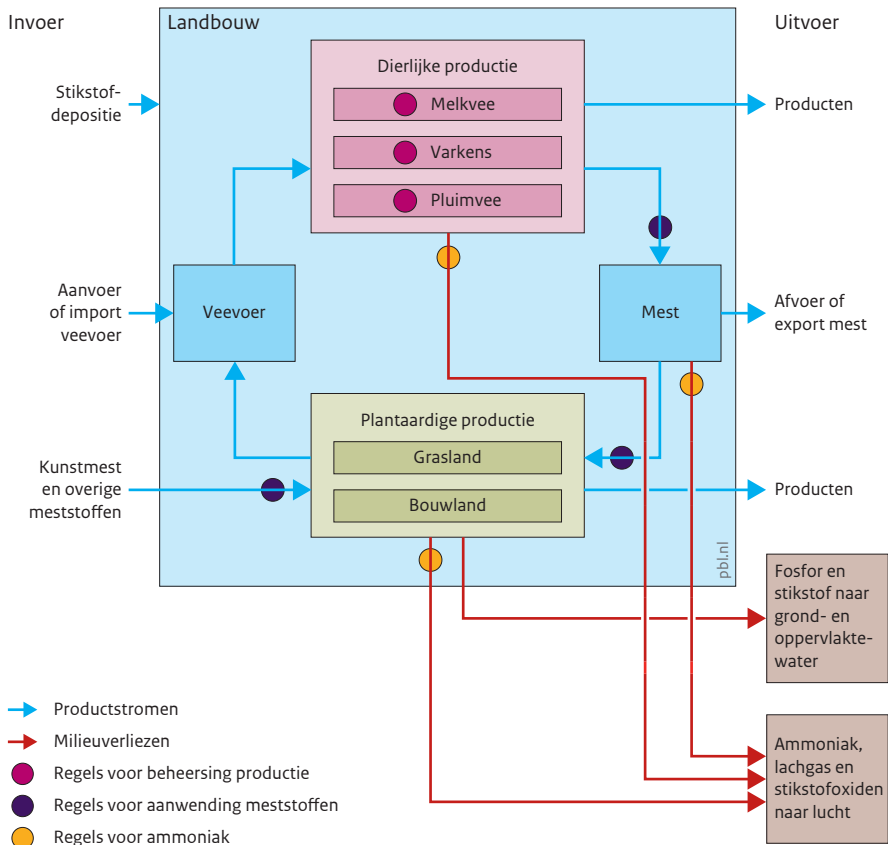 Invoer
Landbouw
Uitvoer
Dierlijke productie
Melkvee
Varkens
Pluimvee
Stikstof-
depositie
Producten
Aanvoer
of import
veevoer
Veevoer
Mest
Afvoer of
export mest
Plantaardige productie
Grasland
Bouwland
Kunstmest
en overige
meststoffen
Producten
pbl.nl
Fosfor en
stikstof naar
grond- en
oppervlakte-
water
Ammoniak,
lachgas en
stikstofoxiden
naar lucht
Productstromen
Milieuverliezen
Regels voor beheersing productie
Regels voor aanwending meststoffen
Regels voor ammoniak